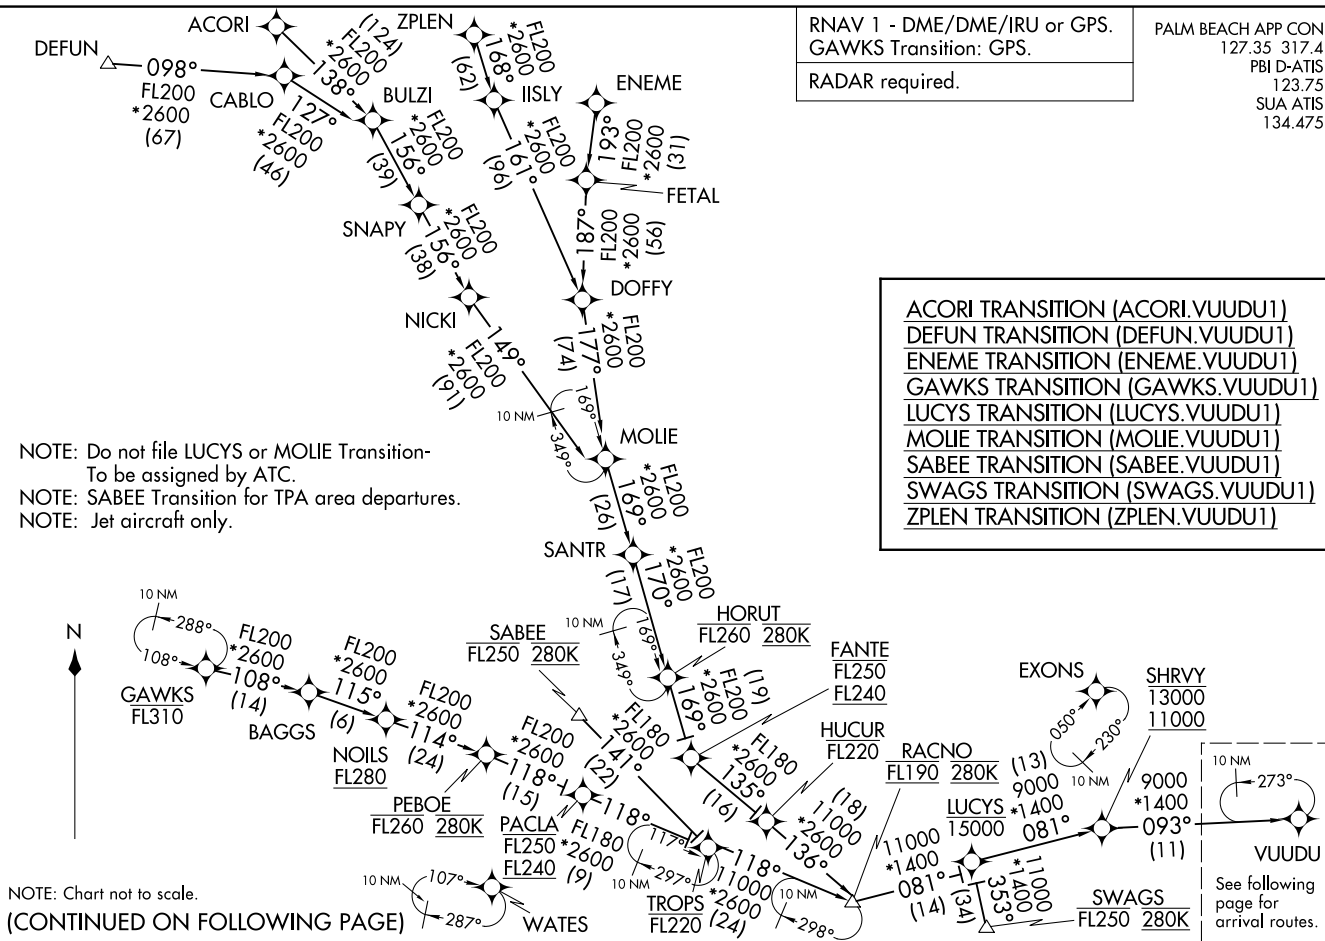 RNAV 1 - DME/DME/IRU or GPS.
GAWKS Transition: GPS.
RADAR required.
PALM BEACH APP CON
127.35 317.4
PBI D-ATIS
123.75
SUA ATIS
134.475
DEFUN
098°
FL200
*2600
(67)
ACORI
(124)
FL200
*2600
138°
CABLO
127°
FL200
*2600
(46)
BULZI
FL200
*2600
156°
(39)
SNAPY
FL200
*2600
156°
(38)
NICKI
149°
FL200
*2600
(91)
ZPLEN
FL200
*2600
168°
(62)
IISLY
FL200
*2600
161°
(96)
ENEME
193°
FL200
*2600
(31)
FETAL
187°
FL200
*2600
(56)
DOFFY
FL200
*2600
177°
(74)
10 NM
169°
349°
MOLIE
FL200
*2600
169°
(26)
SANTR
FL200
*2600
170°
(17)
10 NM
169°
349°
HORUT
FL260 280K
(19)
FL200
*2600
169°
FANTE
FL250
FL240
FL180
*2600
135°
(16)
HUCUR
FL220
(18)
11000
*2600
136°
ACORI TRANSITION (ACORI.VUUDU1)
DEFUN TRANSITION (DEFUN.VUUDU1)
ENEME TRANSITION (ENEME.VUUDU1)
GAWKS TRANSITION (GAWKS.VUUDU1)
LUCYS TRANSITION (LUCYS.VUUDU1)
MOLIE TRANSITION (MOLIE.VUUDU1)
SABEE TRANSITION (SABEE.VUUDU1)
SWAGS TRANSITION (SWAGS.VUUDU1)
ZPLEN TRANSITION (ZPLEN.VUUDU1)
NOTE: Do not file LUCYS or MOLIE Transition-
To be assigned by ATC.
NOTE: SABEE Transition for TPA area departures.
NOTE: Jet aircraft only.
N
10 NM
288°
108°
GAWKS
FL310
FL200
*2600
108°
(14)
BAGGS
FL200
*2600
115°
(6)
NOILS
FL280
FL200
*2600
114°
(24)
PEBOE
FL260 280K
FL200
*2600
118°
(15)
PACLA
FL250
FL240
118°
FL180
*2600
(9)
SABEE
FL250 280K
FL180
*2600
141°
(22)
117°
297°
10 NM
TROPS
FL220
118°
11000
*2600
(24)
10 NM
298°
RACNO
FL190 280K
11000
*1400
081°
(14)
LUCYS
15000
(13)
9000
*1400
081°
EXONS
050°
230°
10 NM
SHRVY
13000
11000
9000
*1400
093°
(11)
10 NM
273°
VUUDU
See following
page for
arrival routes.
11000
*1400
353°
(34)
SWAGS
FL250 280K
10 NM
107°
287°
WATES
NOTE: Chart not to scale.
(CONTINUED ON FOLLOWING PAGE)